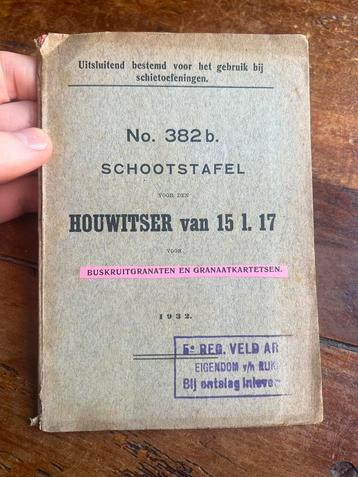 Uitsluitend bestemd voor het gebruik bij
schietoefeningen.
No. 382 b.
SCHOOTSTAFEL
VOOR DEN
HOUWITSER van 15 l. 17
VOOR
BUSKRUITGRANATEN EN GRANAATKARTETSEN.
1932.
5e REG. VELD AR
EIGENDOM v/h RIJK
Bij ontslag inleve